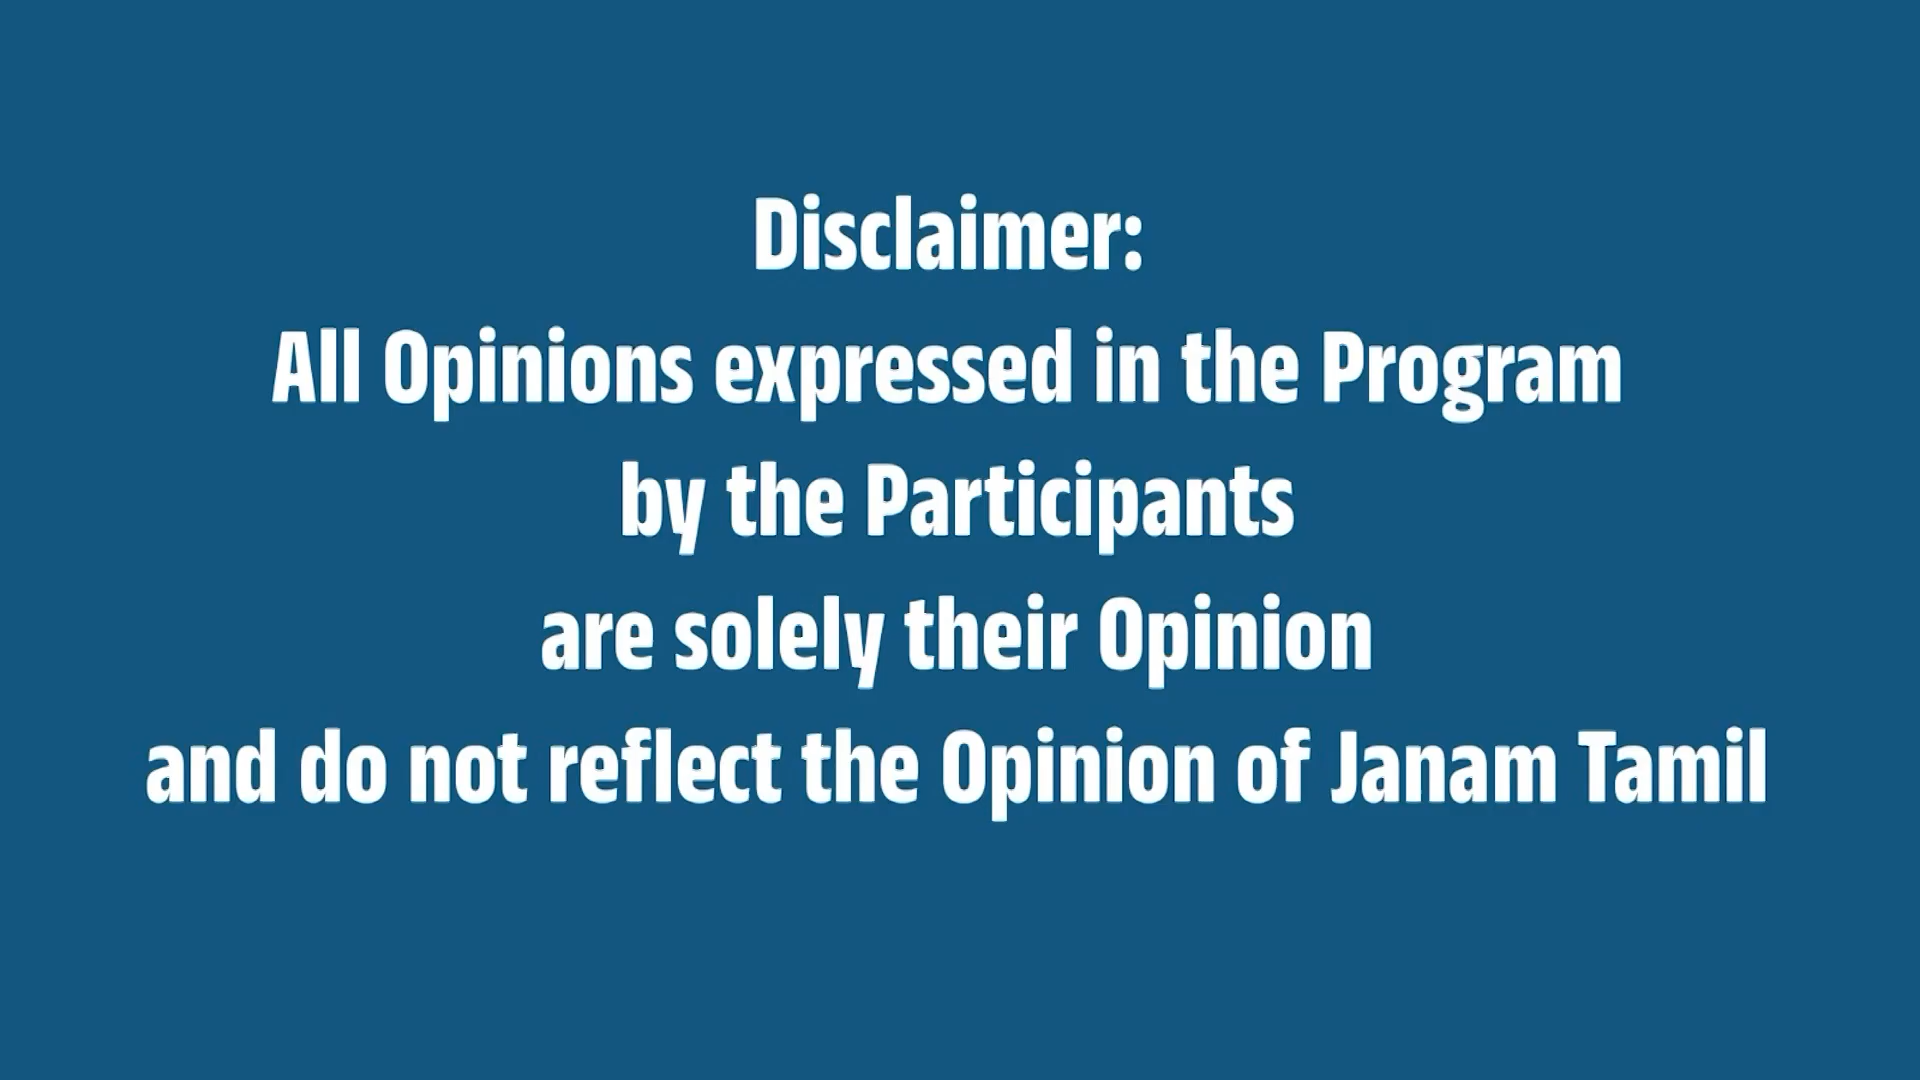 Disclaimer:
All Opinions expressed in the Program
by the Participants
are solely their Opinion
and do not reflect the Opinion of Janam Tamil